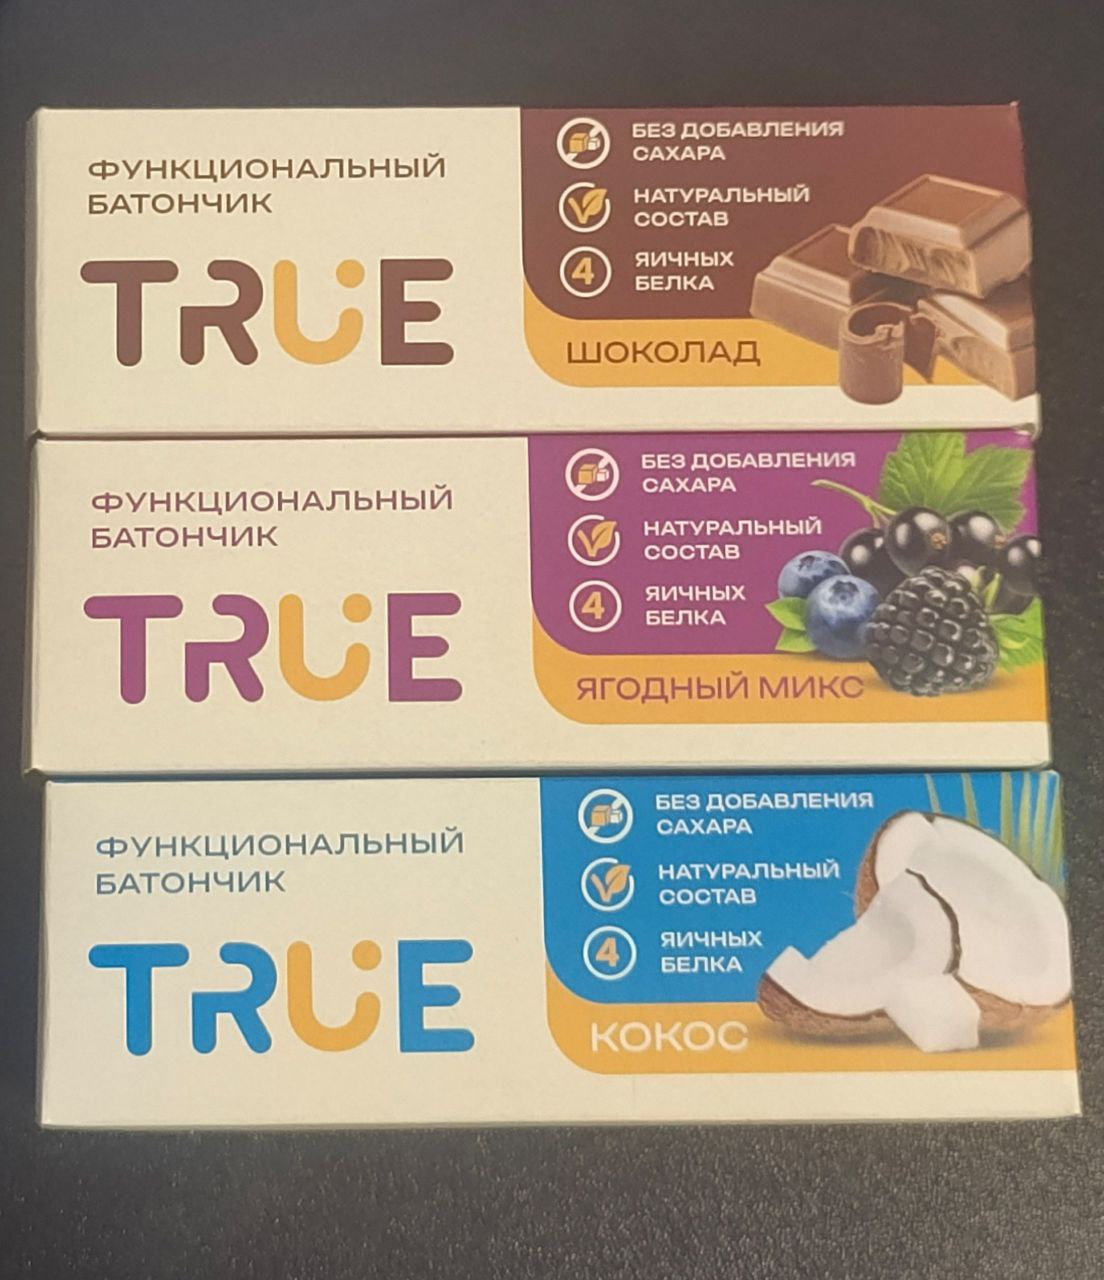 ФУНКЦИОНАЛЬНЫЙ
БАТОНЧИК
TRUE
БЕЗ ДОБАВЛЕНИЯ
САХАРА
НАТУРАЛЬНЫЙ
СОСТАВ
4 ЯИЧНЫХ
БЕЛКА
ШОКОЛАД
ФУНКЦИОНАЛЬНЫЙ
БАТОНЧИК
TRUE
БЕЗ ДОБАВЛЕНИЯ
САХАРА
НАТУРАЛЬНЫЙ
СОСТАВ
4 ЯИЧНЫХ
БЕЛКА
ЯГОДНЫЙ МИКС
ФУНКЦИОНАЛЬНЫЙ
БАТОНЧИК
TRUE
БЕЗ ДОБАВЛЕНИЯ
САХАРА
НАТУРАЛЬНЫЙ
СОСТАВ
4 ЯИЧНЫХ
БЕЛКА
КОКОС